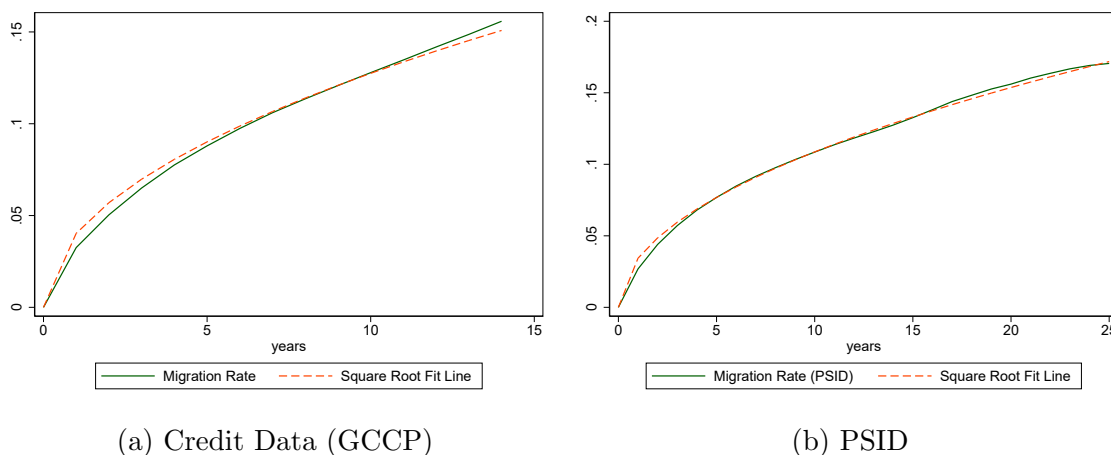 .15
.1
.05
0
0 5 10 15
years
Migration Rate Square Root Fit Line
(a) Credit Data (GCCP)
.2
.15
.1
.05
0
0 5 10 15 20 25
years
Migration Rate (PSID) Square Root Fit Line
(b) PSID